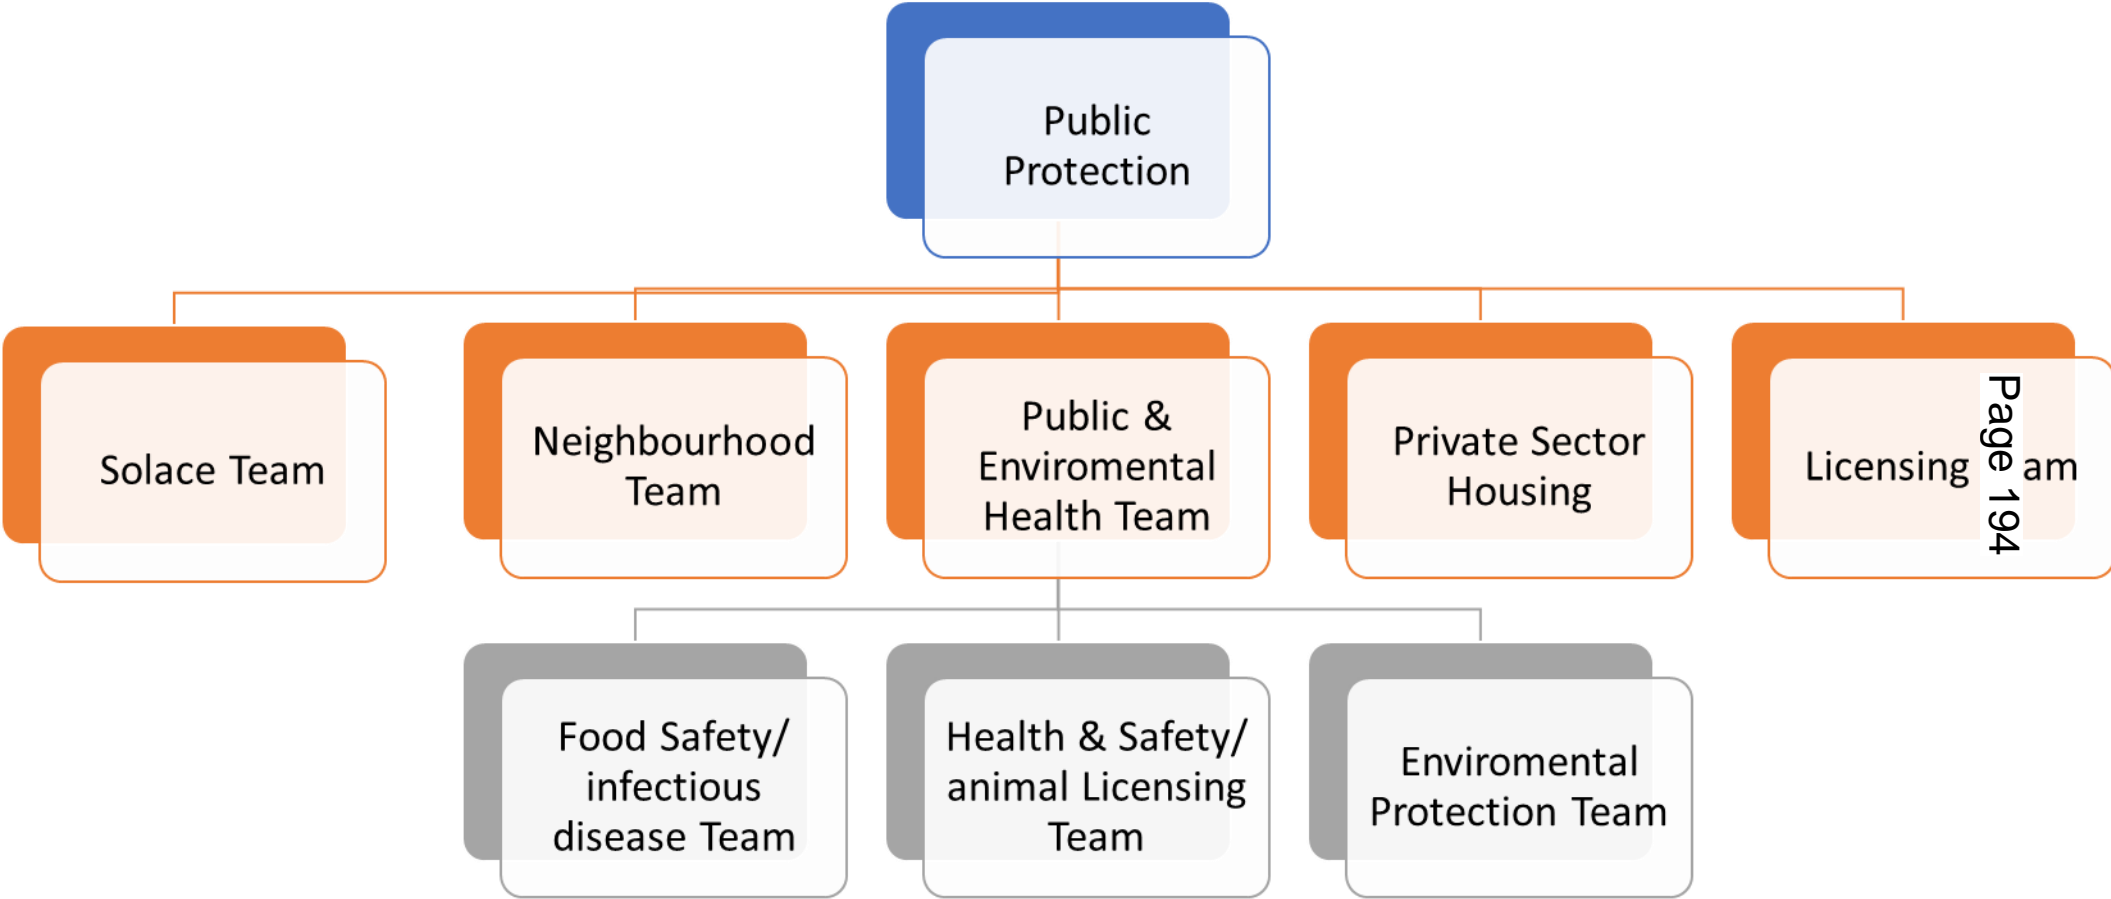 Public
Protection
Solace Team
Neighbourhood
Team
Public &
Enviromental
Health Team
Private Sector
Housing
Licensing am
Page 194
Food Safety/
infectious
disease Team
Health & Safety/
animal Licensing
Team
Enviromental
Protection Team